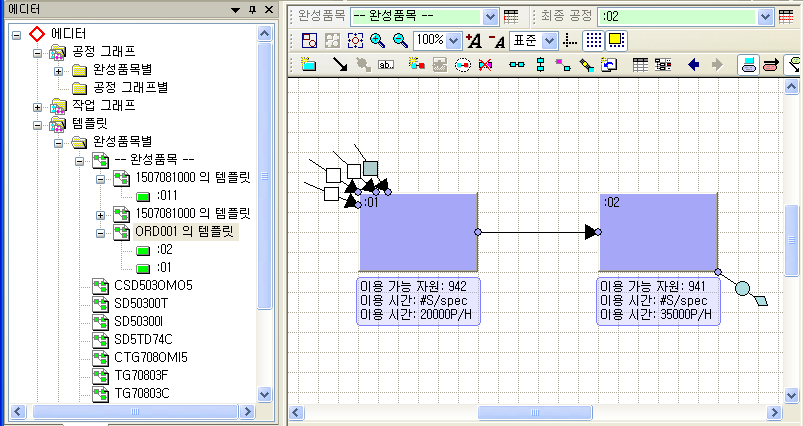 에디터
에디터
공정 그래프
완성품목별
공정 그래프별
작업 그래프
템플릿
완성품목별
-- 완성품목 --
1507081000 의 템플릿
:011
1507081000 의 템플릿
ORD001 의 템플릿
:02
:01
CSD503OMO5
SD50300T
SD50300I
SD5TD74C
CTG708OMI5
TG70803F
TG70803C
완성품목
-- 완성품목 --
최종 공정
:02
100%
A
A
표준
ab..
:01
이용 가능 자원: 942
이용 시간: #S/spec
이용 시간: 20000P/H
:02
이용 가능 자원: 941
이용 시간: #S/spec
이용 시간: 35000P/H